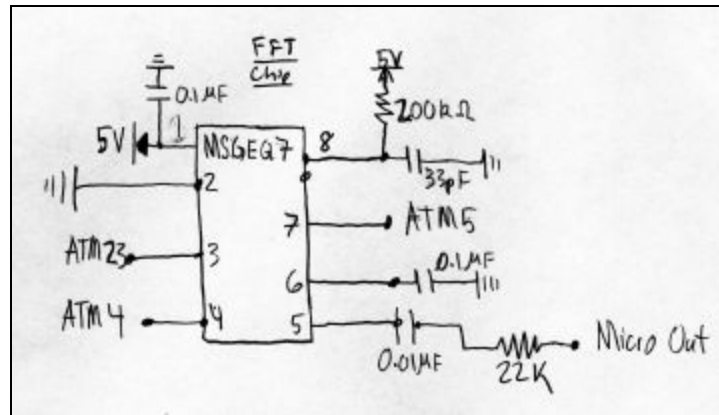 FFT
Chip
0.1µF
5V
200kΩ
5V
1
MSGEQ7
8
33pF
2
7
ATM5
ATM23
3
0.1µF
6
ATM4
4
5
0.01µF
22K
Micro Out